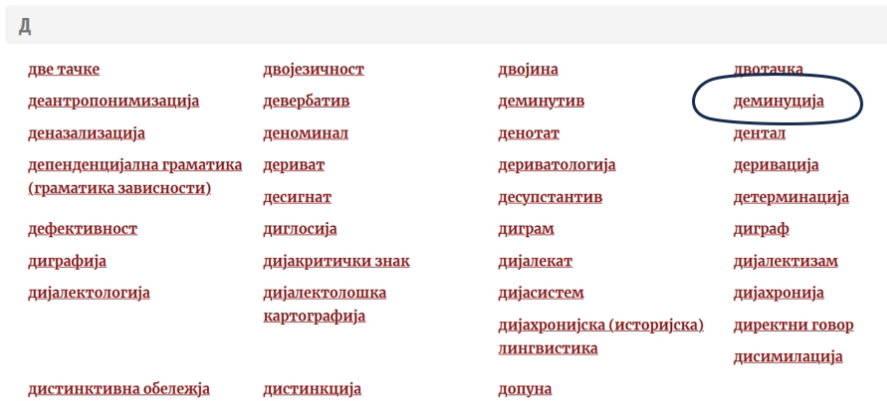 Д
две тачке
двојезичност
двојина
двотачка
деантропонимизација
девербатив
деминутив
деминуција
деназализација
деноминал
денотат
дентал
депенденцијална граматика
(граматика зависности)
дериват
дериватологија
деривација
десигнат
десупстантив
детерминација
дефективност
диглосија
диграм
диграф
диграфија
дијакритички знак
дијалекат
дијалектизам
дијалектологија
дијалектолошка
картографија
дијасистем
дијахронија
дијахронијска (историјска)
лингвистика
директни говор
дисимилација
дистинктивна обележја
дистинкција
допуна